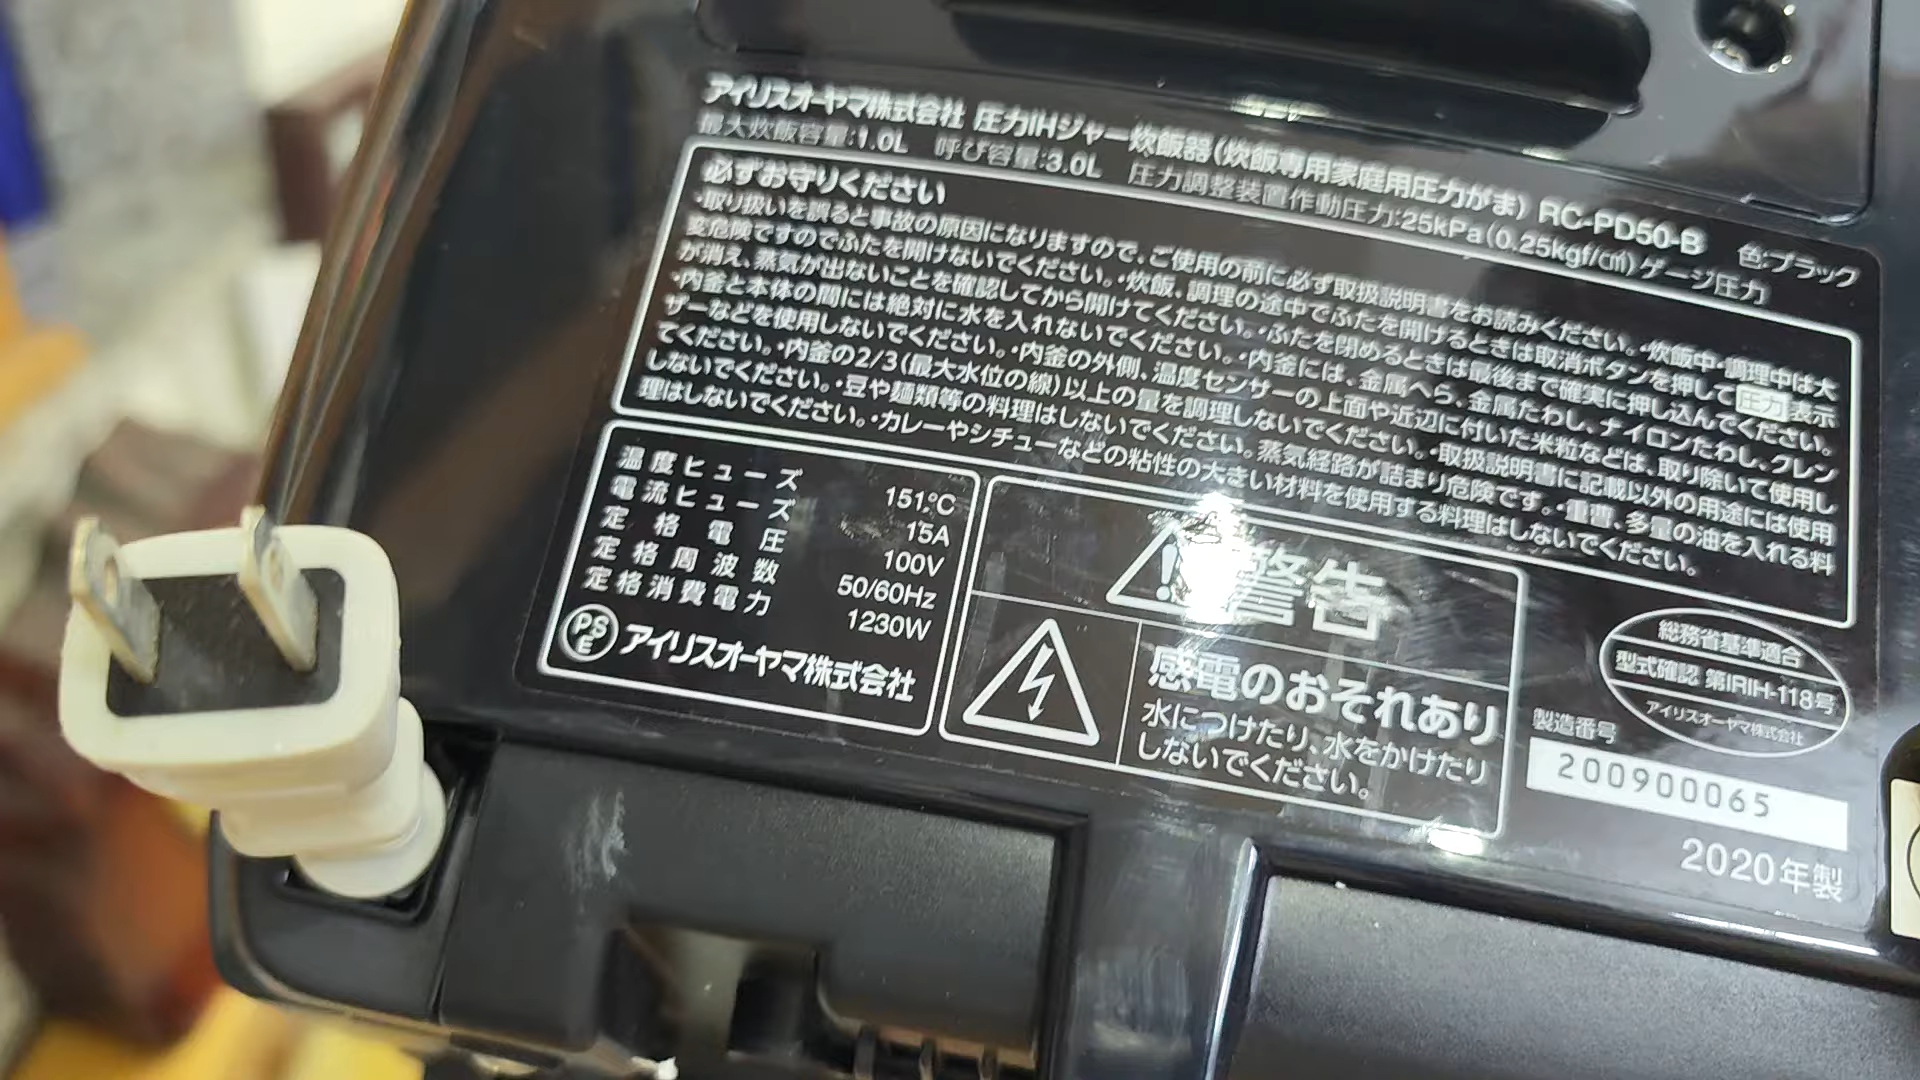 アイリスオーヤマ株式会社 圧力IHジャー炊飯器(炊飯専用家庭用圧力がま) RC-PD50-B 色:ブラック
最大炊飯容量:1.0L 呼び容量:3.0L 圧力調整装置作動圧力:25kPa(0.25kgf/c㎡)ゲージ圧力
必ずお守りください
・取り扱いを誤ると事故の原因になりますので、ご使用の前に必ず取扱説明書をお読みください。・炊飯中・調理中は大
変危険ですのでふたを開けないでください。・炊飯、調理の途中でふたを開けるときは取消ボタンを押して圧力表示
が消え、蒸気が出ないことを確認してから開けてください。・ふたを閉めるときは最後まで確実に押し込んでください。
・内釜と本体の間には絶対に水を入れないでください。・内釜には、金属へら、金属たわし、ナイロンたわし、クレン
ザーなどを使用しないでください。・内釜の外側、温度センサーの上面や近辺に付いた米粒などは、取り除いて使用し
てください。・内釜の2/3(最大水位の線)以上の量を調理しないでください。・取扱説明書に記載以外の用途には使用
しないでください。・豆や麺類等の料理はしないでください。蒸気経路が詰まり危険です。・重曹、多量の油を入れる料
理はしないでください。・カレーやシチューなどの粘性の大きい材料を使用する料理はしないでください。
温度ヒューズ 151℃
電流ヒューズ 15A
定格電圧 100V
定格周波数 50/60Hz
定格消費電力 1230W
PSE アイリスオーヤマ株式会社
警告
感電のおそれあり
水につけたり、水をかけたり
しないでください。
総務省基準適合
型式確認 第IRIH-118号
アイリスオーヤマ株式会社
製造番号
200900065
2020年製